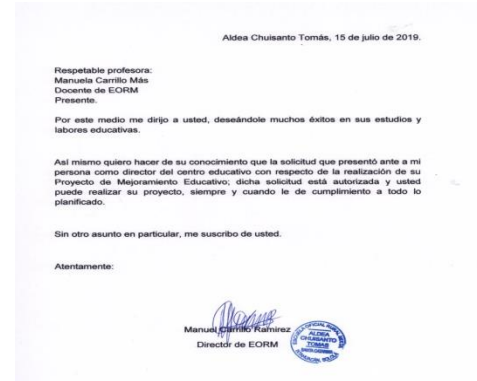 Aldea Chuisanto Tomás, 15 de julio de 2019.
Respetable profesora:
Manuela Carrillo Más
Docente de EORM
Presente.
Por este medio me dirijo a usted, deseándole muchos éxitos en sus estudios y
labores educativas.
Así mismo quiero hacer de su conocimiento que la solicitud que presentó ante a mi
persona como director del centro educativo con respecto de la realización de su
Proyecto de Mejoramiento Educativo; dicha solicitud está autorizada y usted
puede realizar su proyecto, siempre y cuando le de cumplimiento a todo lo
planificado.
Sin otro asunto en particular, me suscribo de usted.
Atentamente:
Manuel Carrillo Ramirez
Director de EORM
ALDEA
CHUISANTO
TOMAS